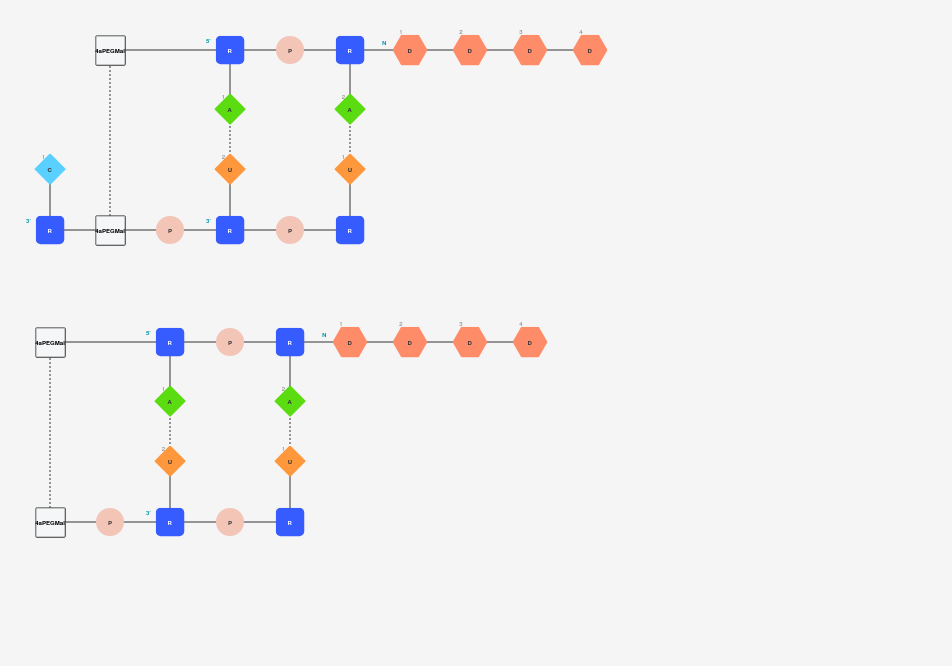 1 2 3 4
4aPEGMal 5' R P R N D D D D
1 A 2 A
1 C 2 U 1 U
3' R 4aPEGMal P 3' R P R
1 2 3 4
4aPEGMal 5' R P R N D D D D
1 A 2 A
2 U 1 U
4aPEGMal P 3' R P R